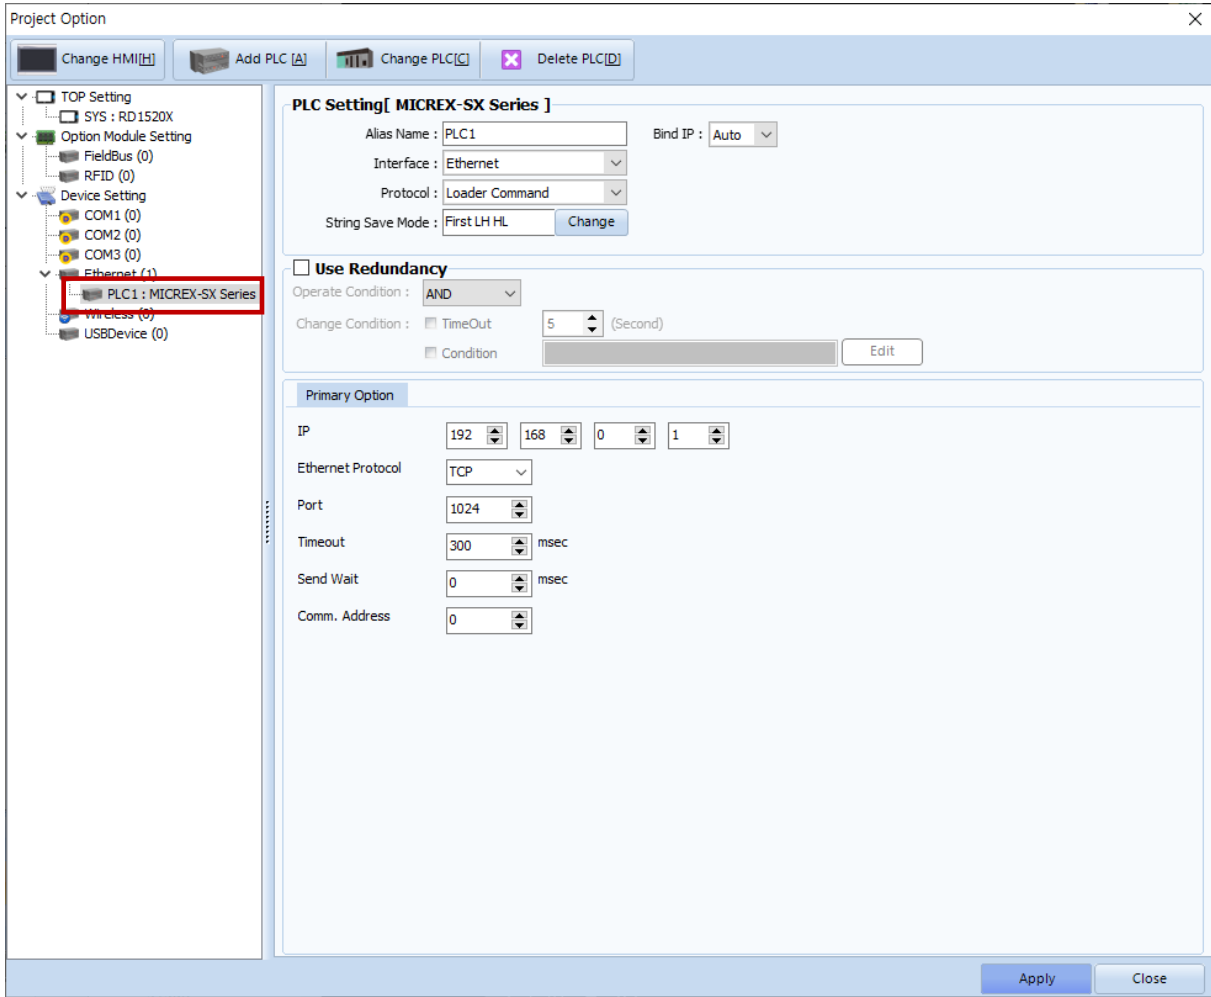 Project Option
Change HMI[H]
Add PLC [A]
Change PLC[C]
Delete PLC[D]
TOP Setting
SYS : RD1520X
Option Module Setting
FieldBus (0)
RFID (0)
Device Setting
COM1 (0)
COM2 (0)
COM3 (0)
Ethernet (1)
PLC1 : MICREX-SX Series
Wireless (0)
USBDevice (0)
PLC Setting[ MICREX-SX Series ]
Alias Name : PLC1 Bind IP : Auto
Interface : Ethernet
Protocol : Loader Command
String Save Mode : First LH HL Change
Use Redundancy
Operate Condition : AND
Change Condition : TimeOut 5 (Second)
Condition Edit
Primary Option
IP 192 168 0 1
Ethernet Protocol TCP
Port 1024
Timeout 300 msec
Send Wait 0 msec
Comm. Address 0
Apply Close